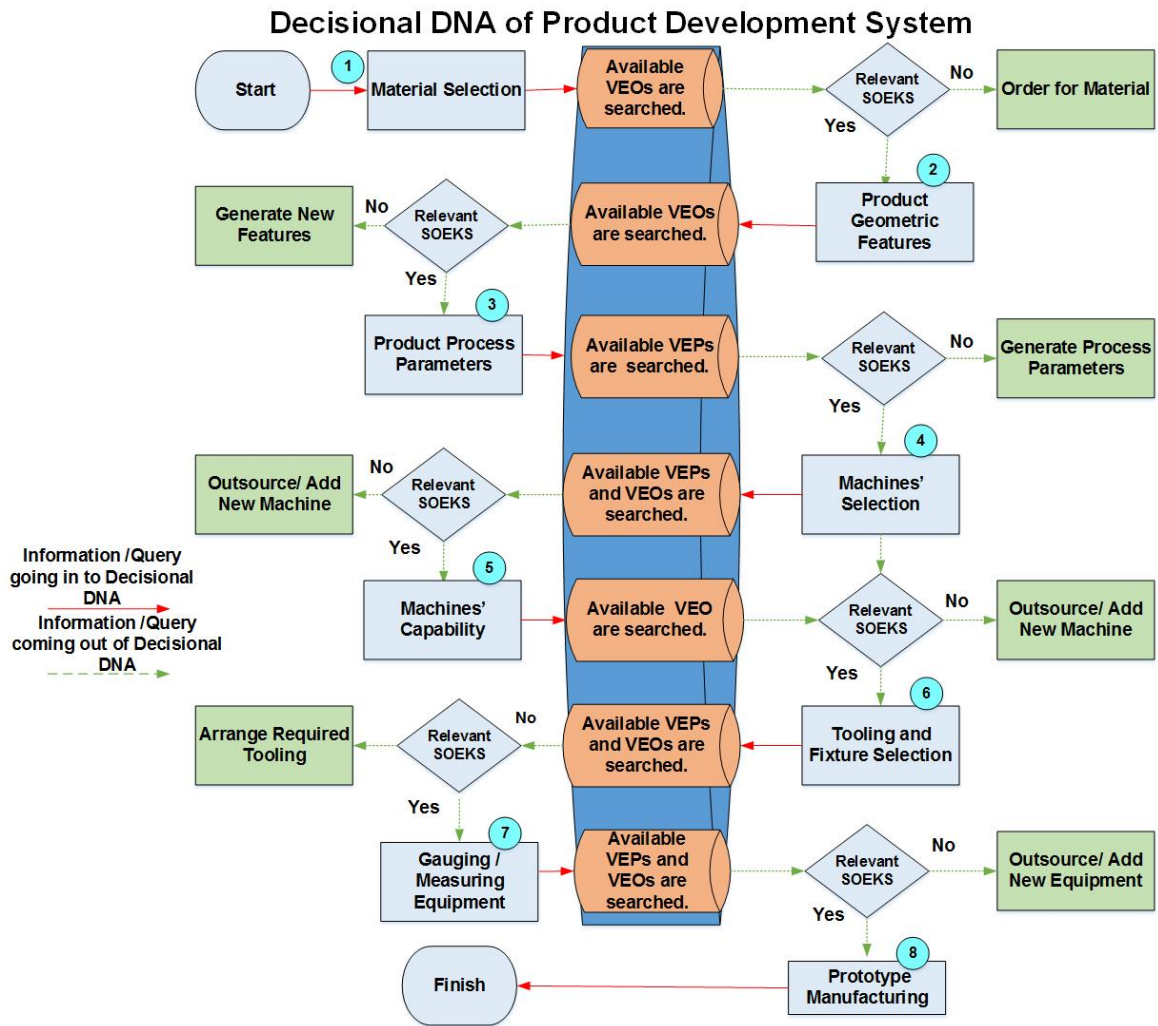 Decisional DNA of Product Development System
Start
1
Material Selection
Available
VEOs are
searched.
Relevant
SOEKS
No
Order for Material
Yes
2
Product
Geometric
Features
Available VEOs
are searched.
Relevant
SOEKS
No
Generate New
Features
Yes
3
Product Process
Parameters
Available VEPs
are searched.
Relevant
SOEKS
No
Generate Process
Parameters
Yes
4
Machines'
Selection
Available VEPs
and VEOs are
searched.
Relevant
SOEKS
No
Outsource/ Add
New Machine
Yes
5
Machines'
Capability
Available VEO
are searched.
Relevant
SOEKS
No
Outsource/ Add
New Machine
Yes
Information /Query
going in to Decisional
DNA
Information /Query
coming out of Decisional
DNA
6
Tooling and
Fixture Selection
Available VEPs
and VEOs are
searched.
No
Relevant
SOEKS
Arrange Required
Tooling
Yes
7
Gauging /
Measuring
Equipment
Available
VEPs and
VEOs are
searched.
Relevant
SOEKS
No
Outsource/ Add
New Equipment
Yes
8
Prototype
Manufacturing
Finish